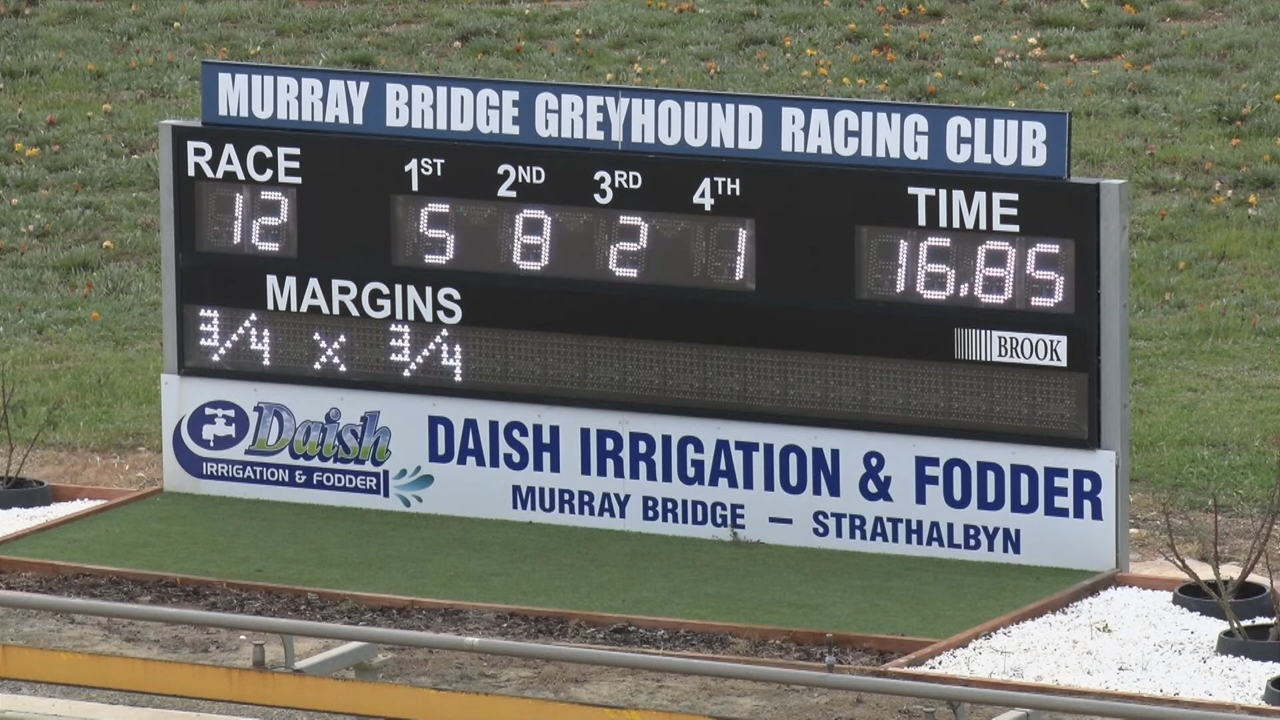 MURRAY BRIDGE GREYHOUND RACING CLUB
RACE 1ST 2ND 3RD 4TH TIME
12 5 8 2 1 16.85
MARGINS
3/4 x 3/4
BROOK
Daish
IRRIGATION & FODDER
DAISH IRRIGATION & FODDER
MURRAY BRIDGE – STRATHALBYN